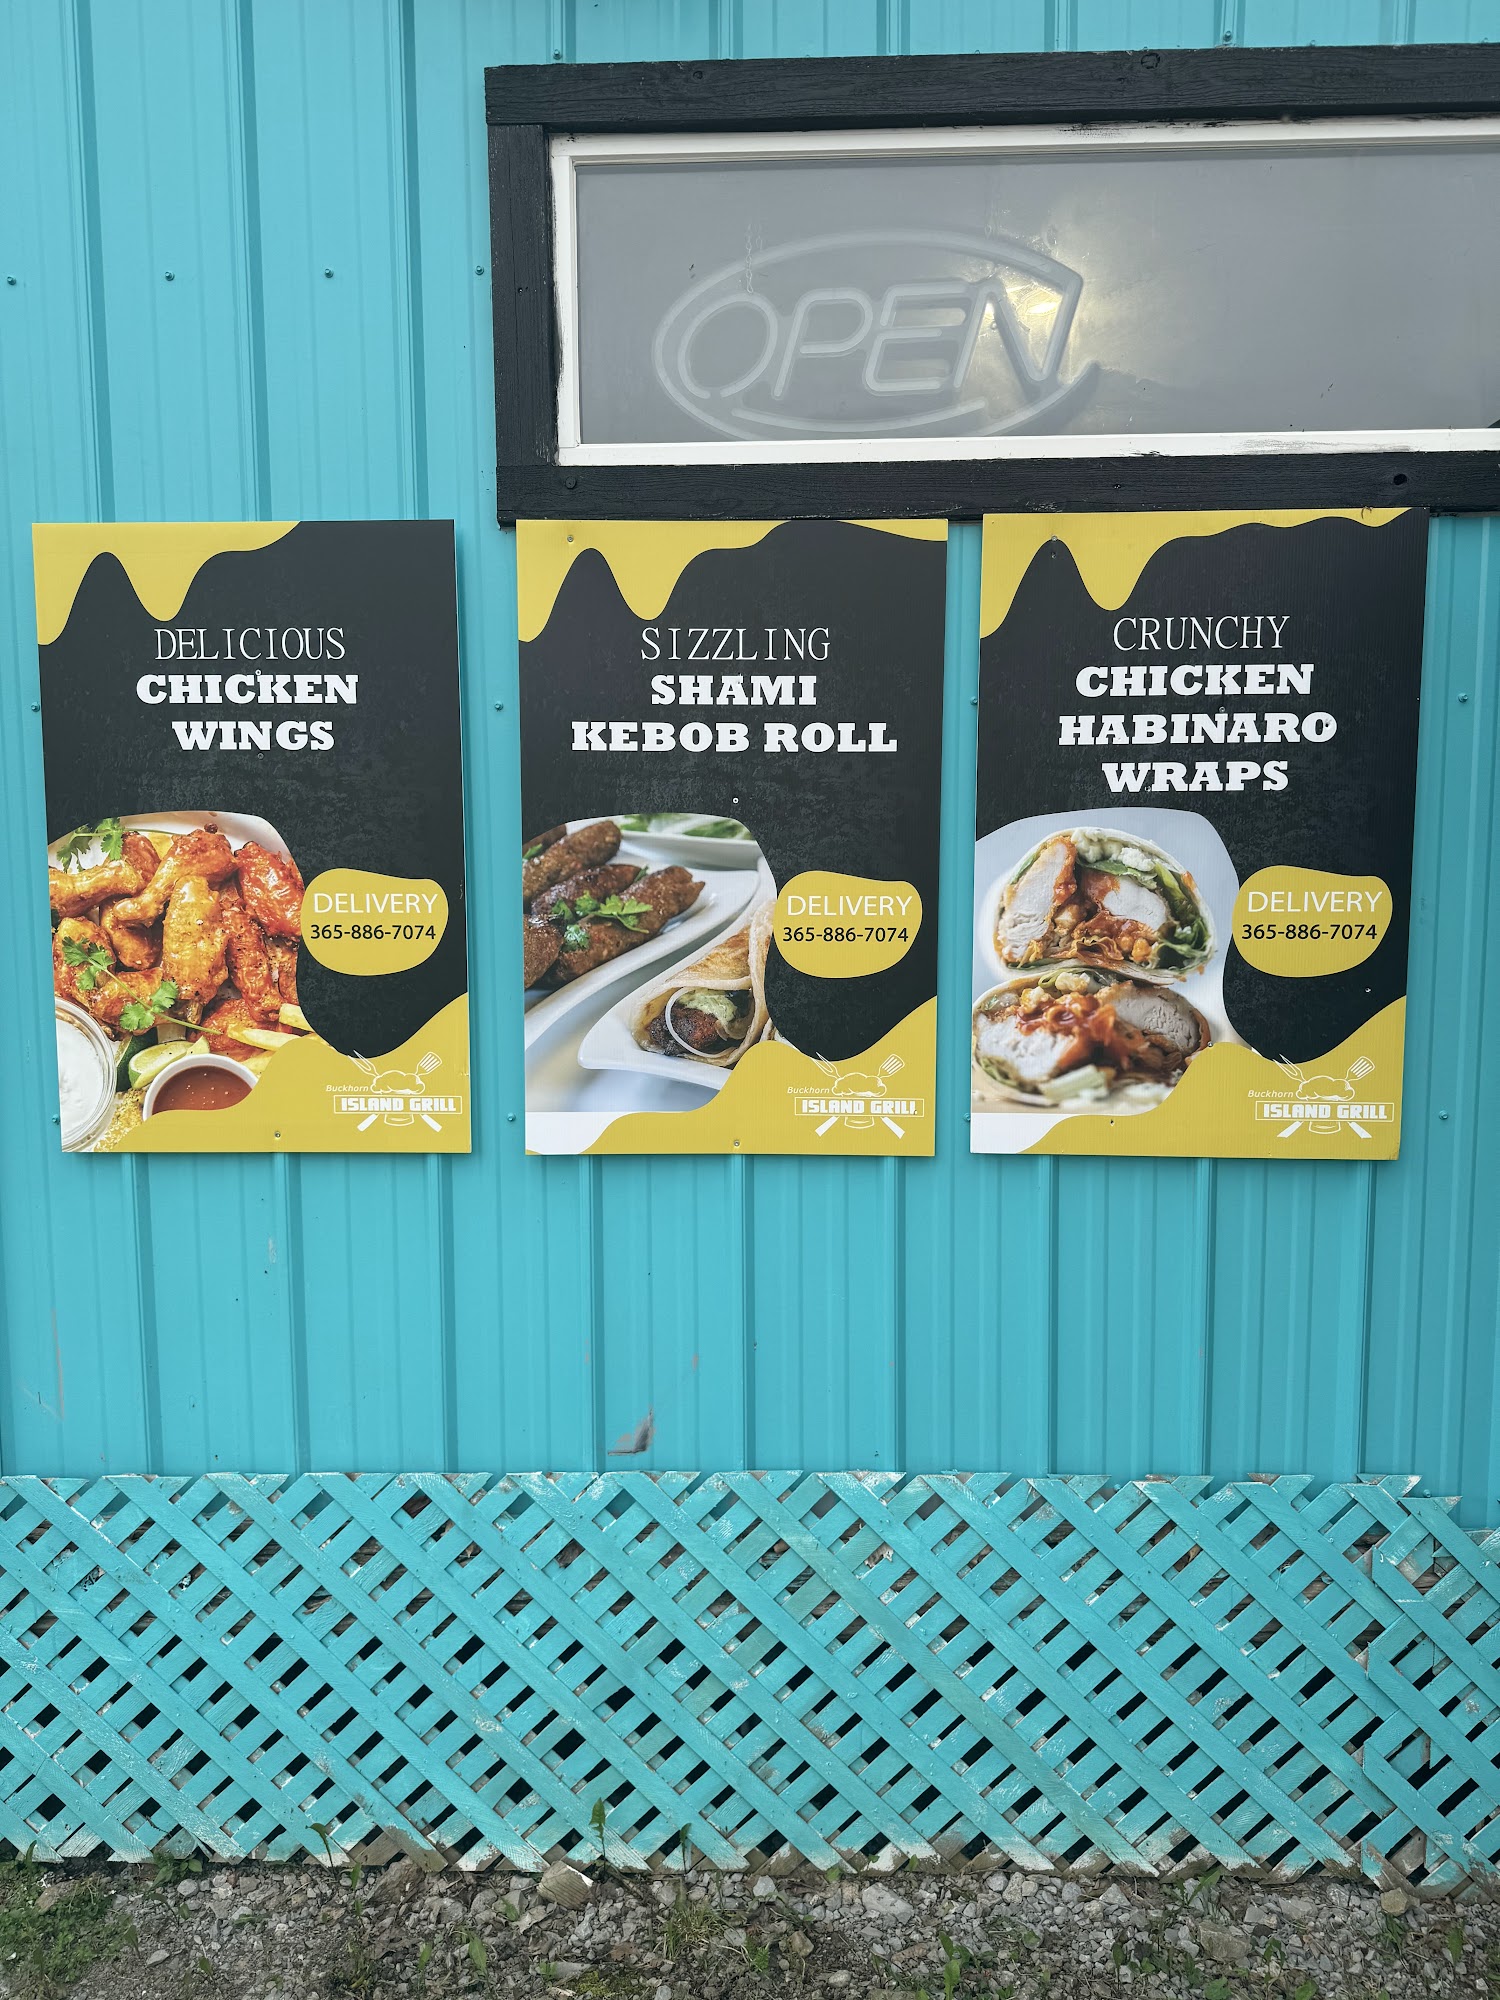 OPEN
DELICIOUS
CHICKEN
WINGS
DELIVERY
365-886-7074
Buckhorn
ISLAND GRILL
SIZZLING
SHAMI
KEBOB ROLL
DELIVERY
365-886-7074
Buckhorn
ISLAND GRILL
CRUNCHY
CHICKEN
HABINARO
WRAPS
DELIVERY
365-886-7074
Buckhorn
ISLAND GRILL